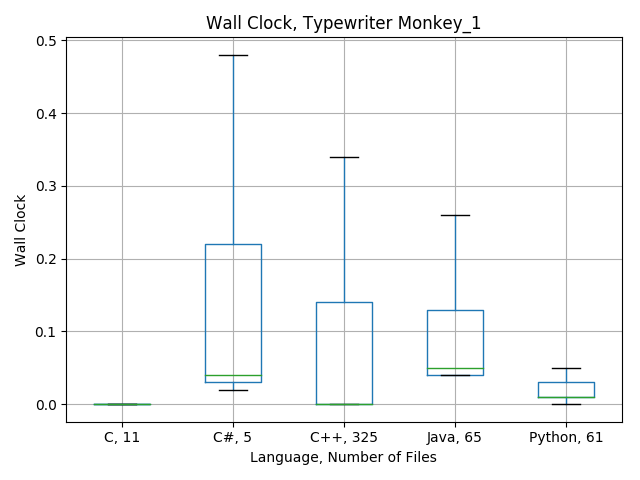 Wall Clock, Typewriter Monkey_1
0.5
0.4
0.3
0.2
0.1
0.0
Wall Clock
C, 11
C#, 5
C++, 325
Java, 65
Python, 61
Language, Number of Files